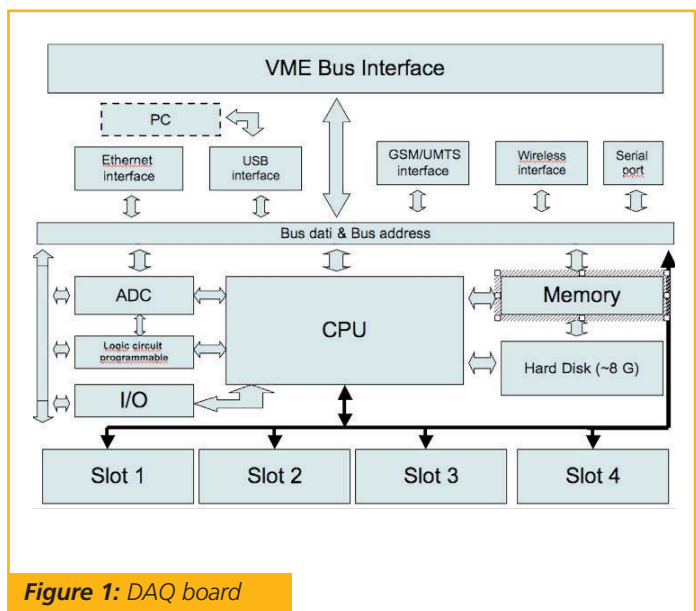 VME Bus Interface
PC
Ethernet
interface
USB
interface
GSM/UMTS
interface
Wireless
interface
Serial
port
Bus dati & Bus address
ADC
CPU
Memory
Logic circuit
programmable
Hard Disk (~8 G)
I/O
Slot 1
Slot 2
Slot 3
Slot 4
Figure 1: DAQ board